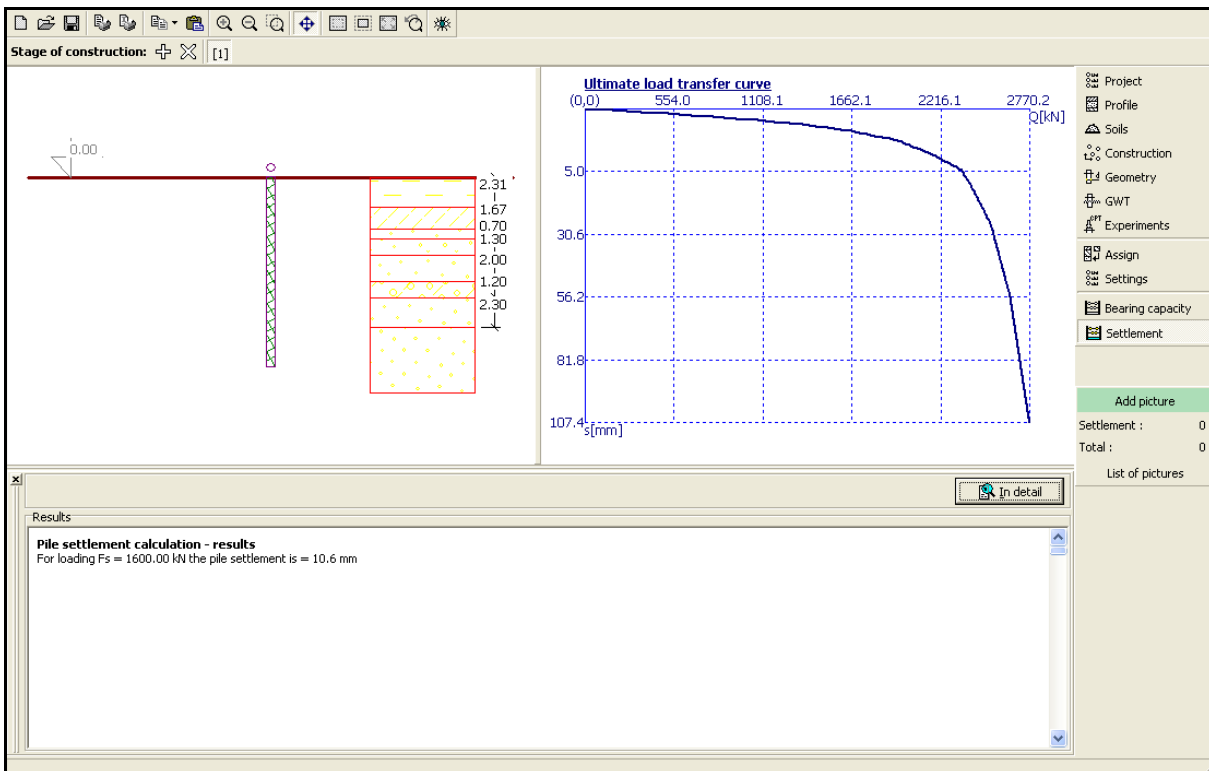 Stage of construction: [1]
0.00
2.31
1.67
0.70
1.30
2.00
1.20
2.30
Ultimate load transfer curve
(0,0) 554.0 1108.1 1662.1 2216.1 2770.2
Q[kN]
5.0
30.6
56.2
81.8
107.4
s[mm]
Project
Profile
Soils
Construction
Geometry
GWT
CPT
Experiments
Assign
Settings
Bearing capacity
Settlement
Add picture
Settlement : 0
Total : 0
List of pictures
In detail
Results
Pile settlement calculation - results
For loading Fs = 1600.00 kN the pile settlement is = 10.6 mm